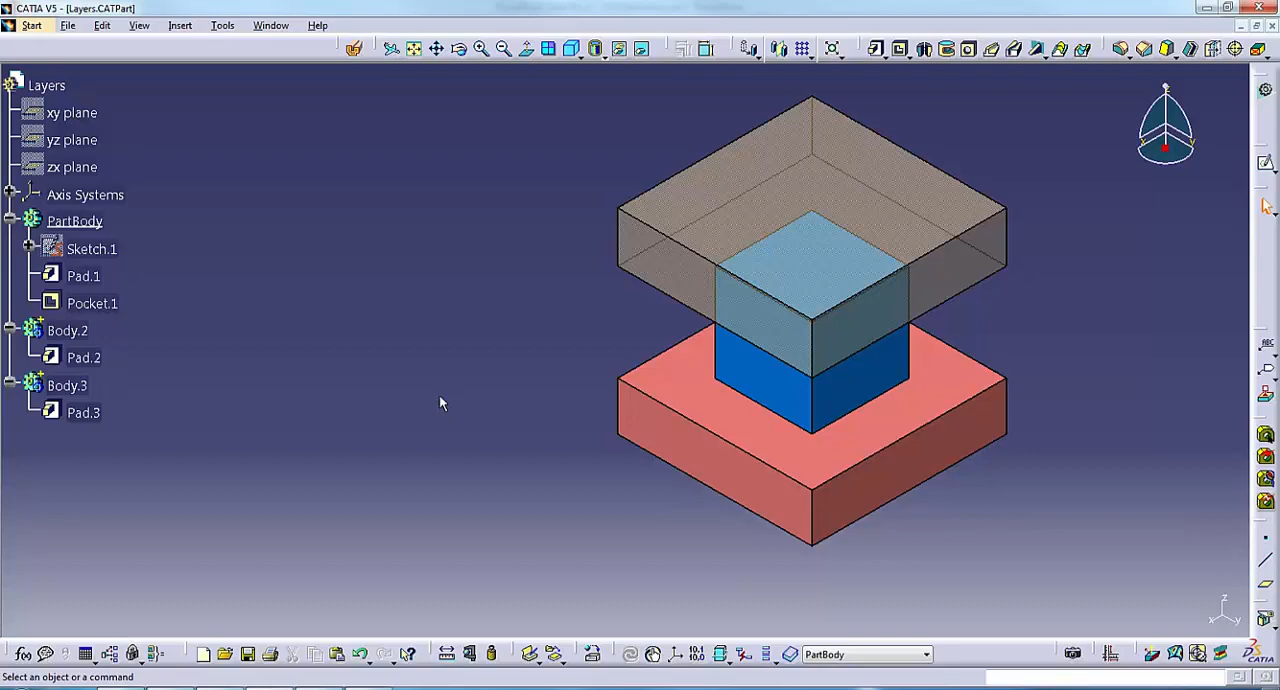 CATIA V5 - [Layers.CATPart]
Start File Edit View Insert Tools Window Help
Layers
xy plane
yz plane
zx plane
Axis Systems
PartBody
Sketch.1
Pad.1
Pocket.1
Body.2
Pad.2
Body.3
Pad.3
z
x y
f(x) PartBody
CATIA
Select an object or a command